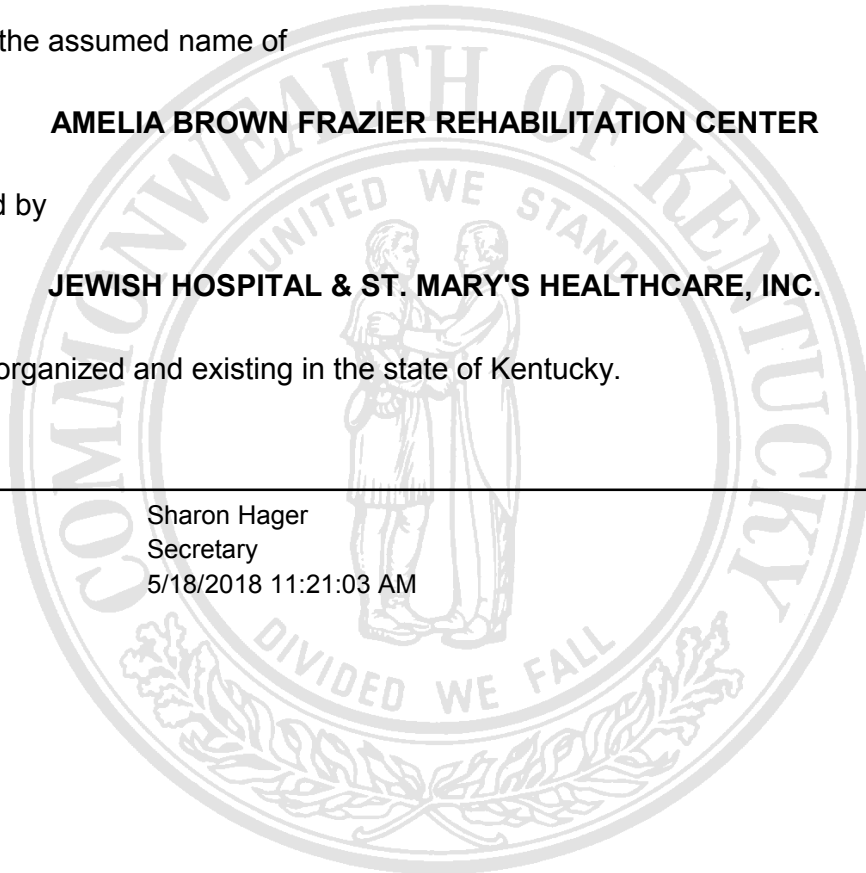 the assumed name of
AMELIA BROWN FRAZIER REHABILITATION CENTER
d by
JEWISH HOSPITAL & ST. MARY'S HEALTHCARE, INC.
organized and existing in the state of Kentucky.
Sharon Hager
Secretary
5/18/2018 11:21:03 AM
COMMONWEALTH OF KENTUCKY
UNITED WE STAND
DIVIDED WE FALL